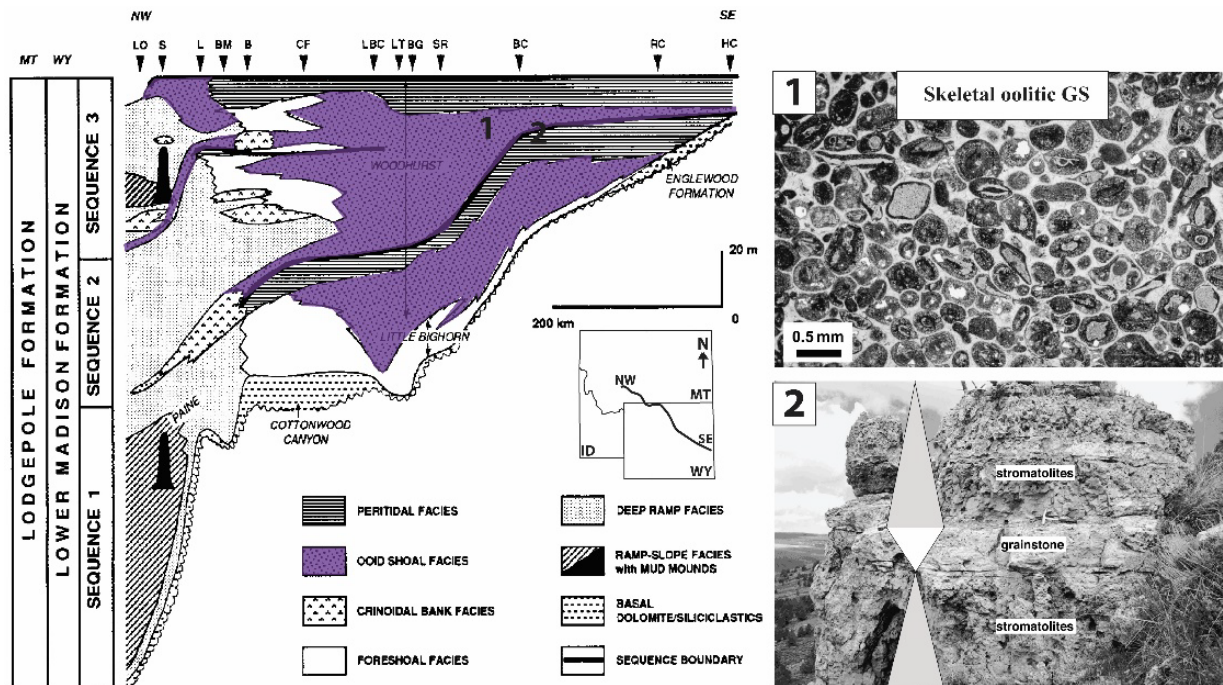 NW
SE
MT WY
LO S L BM B CF LBC LT BG SR BC RC HC
LODGEPOLE FORMATION
LOWER MADISON FORMATION
SEQUENCE 3
SEQUENCE 2
SEQUENCE 1
1
2
WOODHURST
ENGLEWOOD
FORMATION
20 m
0
200 km
LITTLE BIGHORN
COTTONWOOD
CANYON
PAINE
N
NW
MT
SE
ID
WY
PERITIDAL FACIES
OOID SHOAL FACIES
CRINOIDAL BANK FACIES
FORESHOAL FACIES
DEEP RAMP FACIES
RAMP-SLOPE FACIES
with MUD MOUNDS
BASAL
DOLOMITE/SILICICLASTICS
SEQUENCE BOUNDARY
1
Skeletal oolitic GS
0.5 mm
2
stromatolites
grainstone
stromatolites